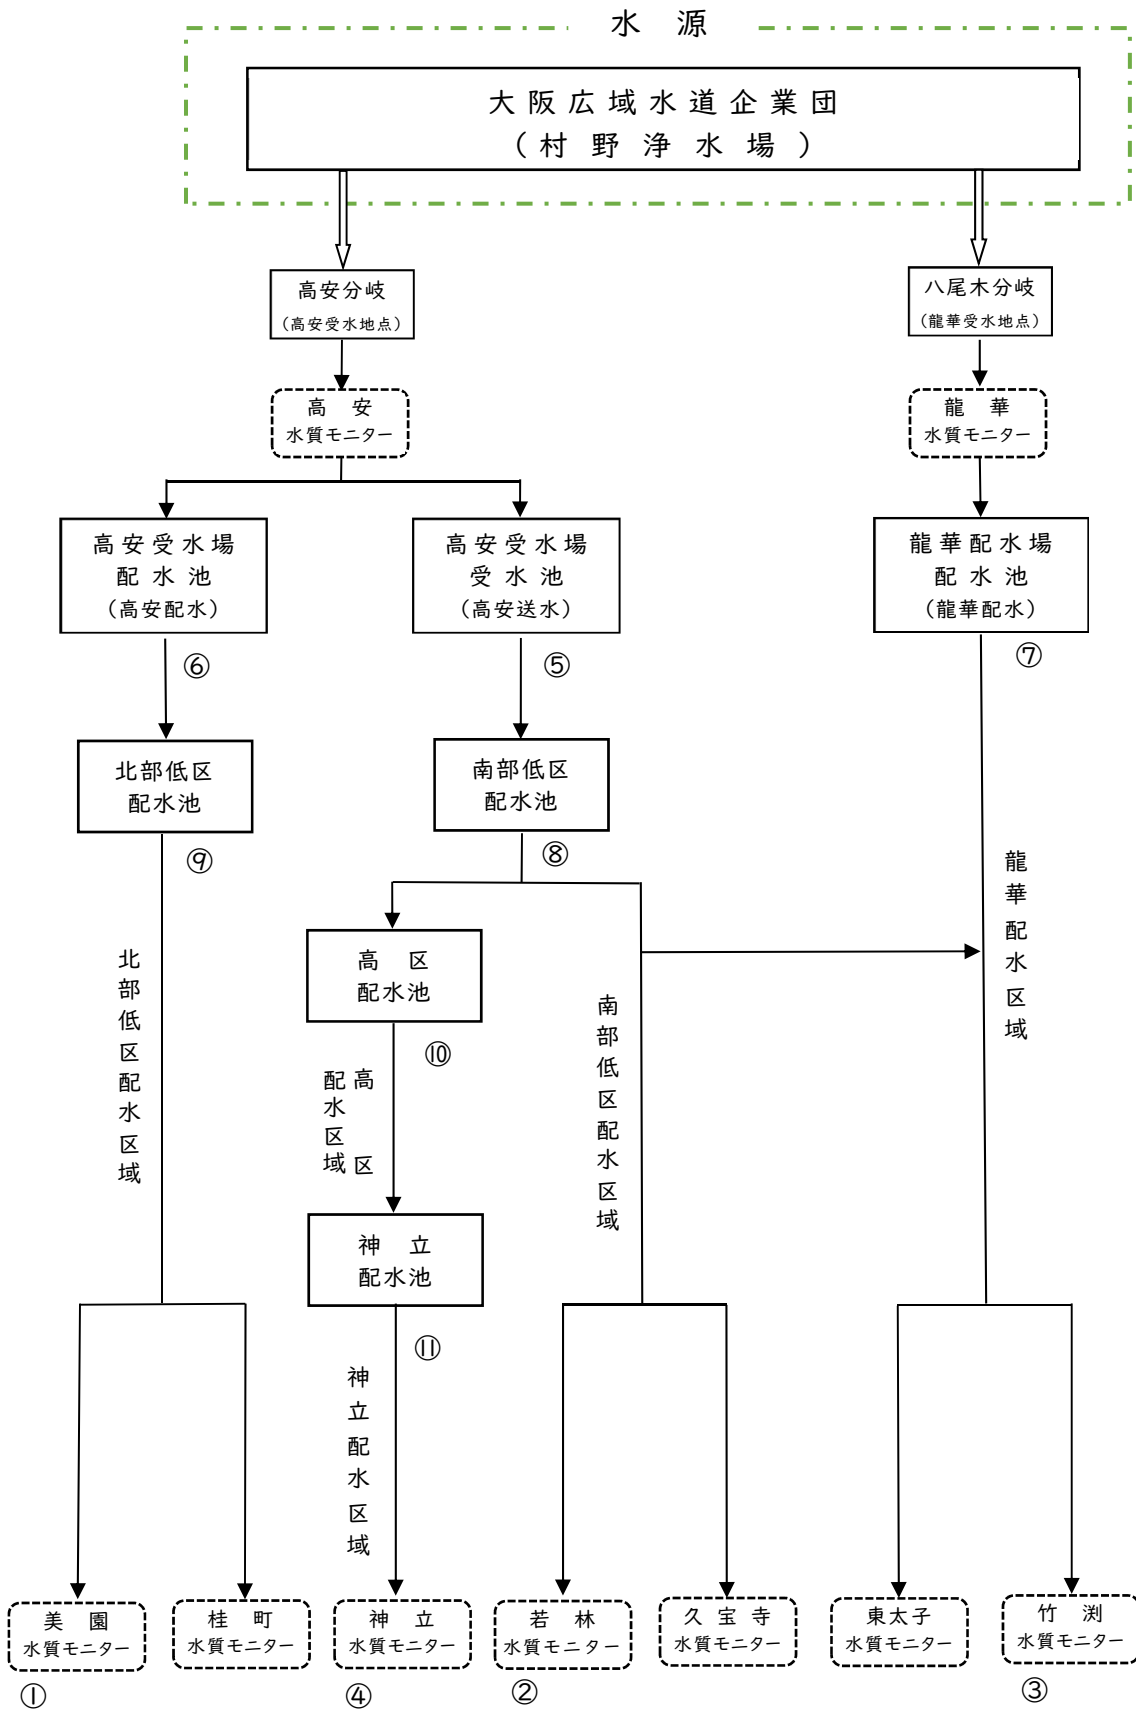 水 源
大阪広域水道企業団
(村野浄水場)
高安分岐
(高安受水地点)
八尾木分岐
(龍華受水地点)
高 安
水質モニター
龍 華
水質モニター
高安受水場
配水池
(高安配水)
高安受水場
受水池
(高安送水)
龍華配水場
配水池
(龍華配水)
⑥
⑤
⑦
北部低区
配水池
南部低区
配水池
⑨
⑧
龍華配水区域
高 区
配水池
北部低区配水区域
南部低区配水区域
⑩
高 区
配水区域
神 立
配水池
⑪
神立配水区域
美 園
水質モニター
桂 町
水質モニター
神 立
水質モニター
若 林
水質モニター
久宝寺
水質モニター
東太子
水質モニター
竹 渕
水質モニター
①
④
②
③